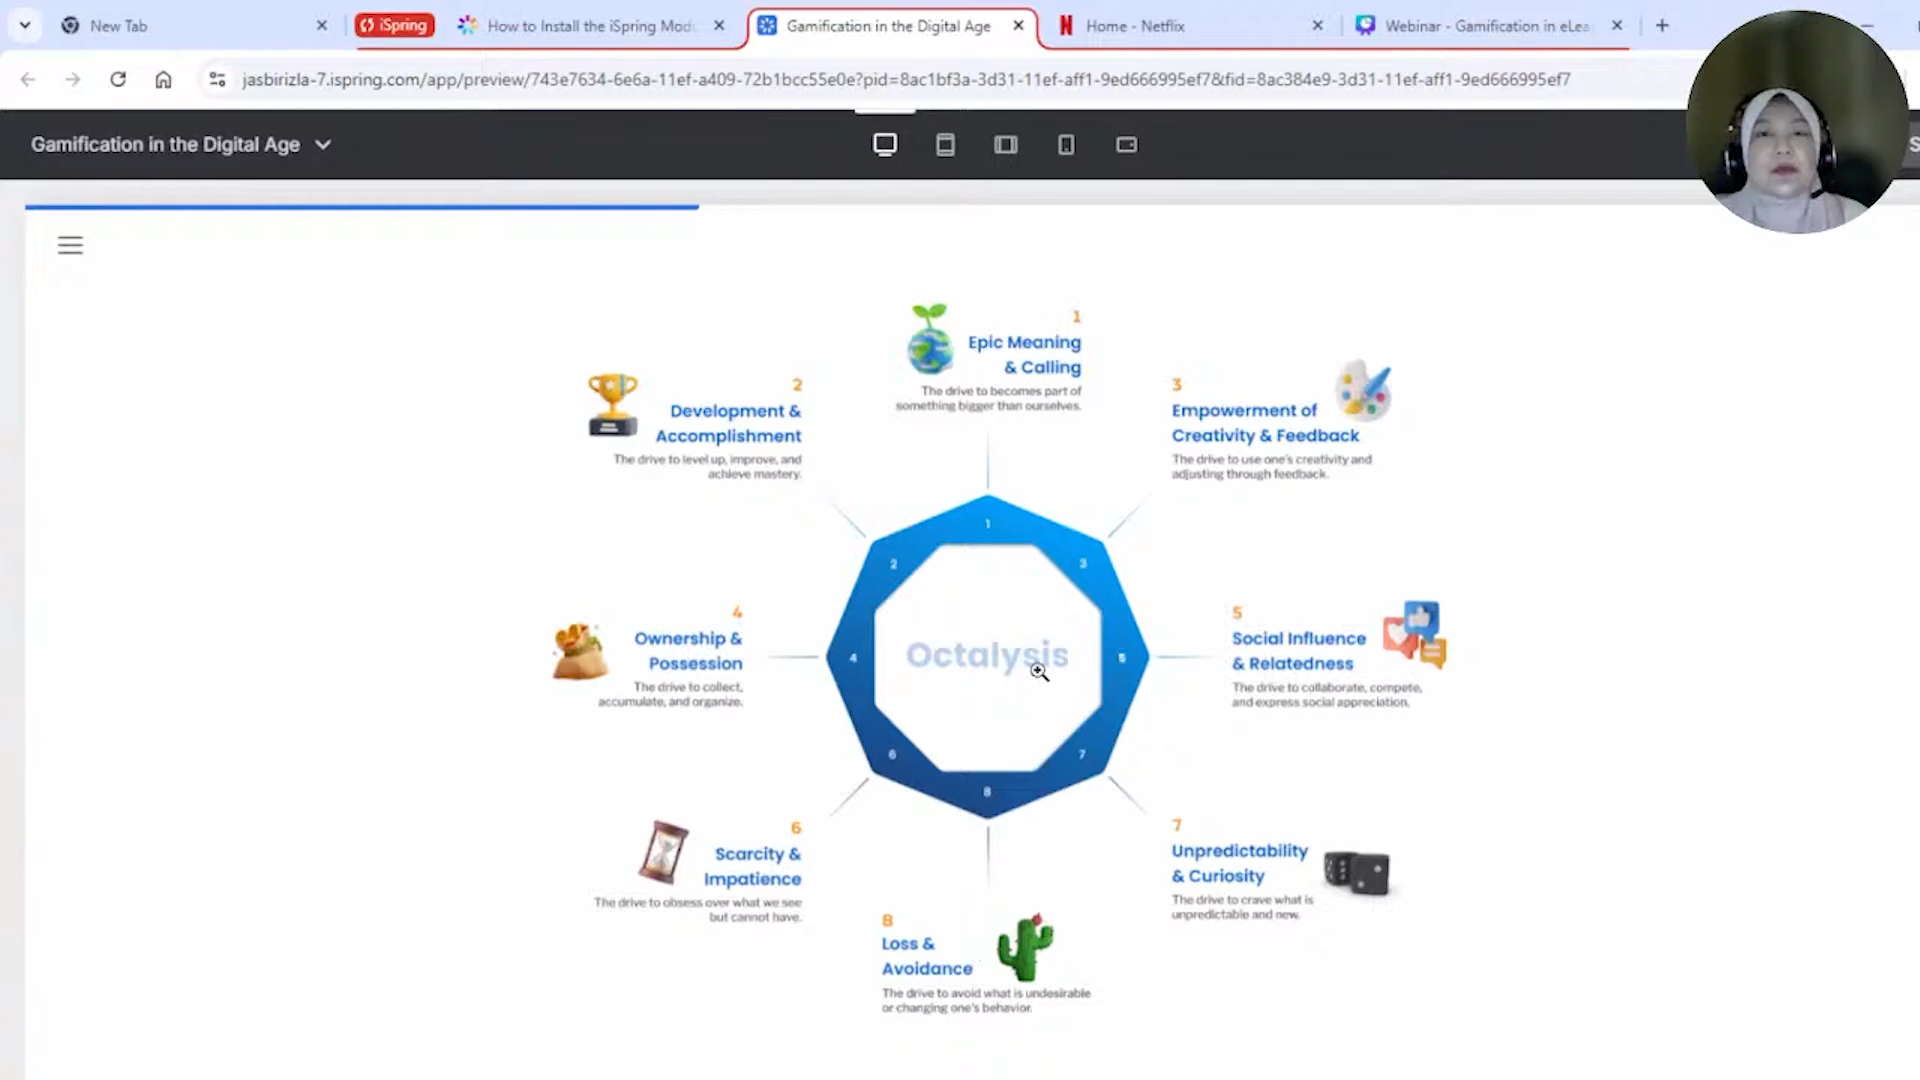 New Tab
iSpring
How to Install the iSpring Mod
Gamification in the Digital Age
Home - Netflix
Webinar - Gamification in eLea
jasbirizla-7.ispring.com/app/preview/743e7634-6e6a-11ef-a409-72b1bcc55e0e?pid=8ac1bf3a-3d31-11ef-aff1-9ed666995ef7&fid=8ac384e9-3d31-11ef-aff1-9ed666995ef7
Gamification in the Digital Age
1
Epic Meaning
& Calling
The drive to becomes part of
something bigger than ourselves.
2
Development &
Accomplishment
The drive to level up, improve, and
achieve mastery.
3
Empowerment of
Creativity & Feedback
The drive to use one's creativity and
adjusting through feedback.
4
Ownership &
Possession
The drive to collect,
accumulate, and organize.
5
Social Influence
& Relatedness
The drive to collaborate, compete,
and express social appreciation.
1
2
3
4
Octalysis
5
6
7
8
6
Scarcity &
Impatience
The drive to obsess over what we see
but cannot have.
7
Unpredictability
& Curiosity
The drive to crave what is
unpredictable and new.
8
Loss &
Avoidance
The drive to avoid what is undesirable
or changing one's behavior.